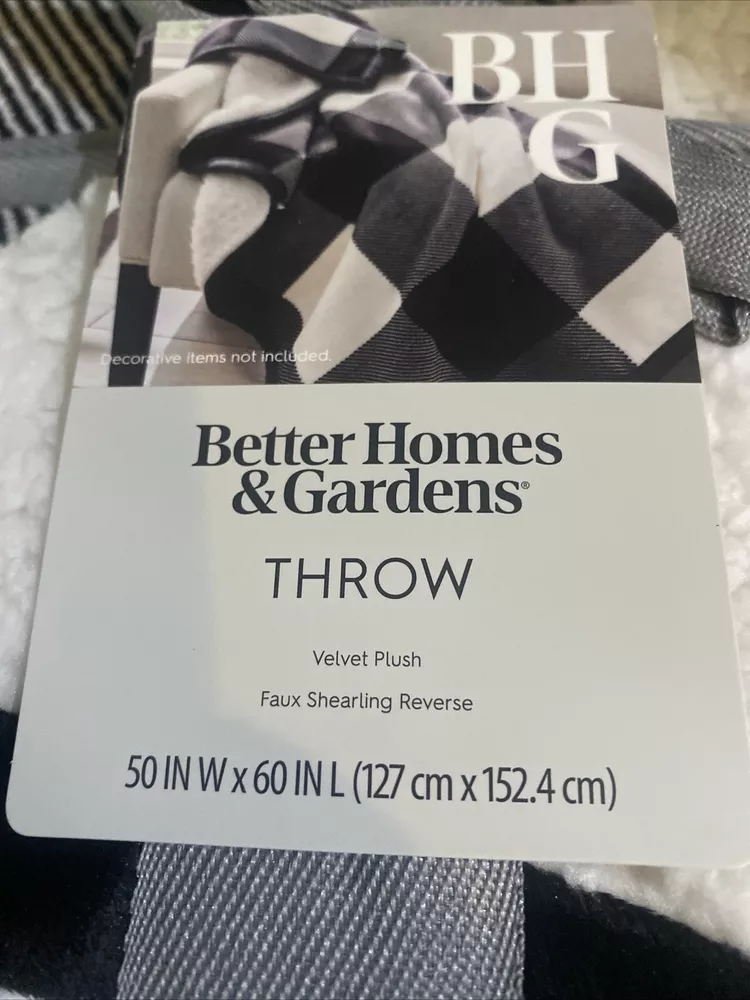 BH
G
Decorative items not included.
Better Homes
& Gardens®
THROW
Velvet Plush
Faux Shearling Reverse
50 IN W x 60 IN L (127 cm x 152.4 cm)